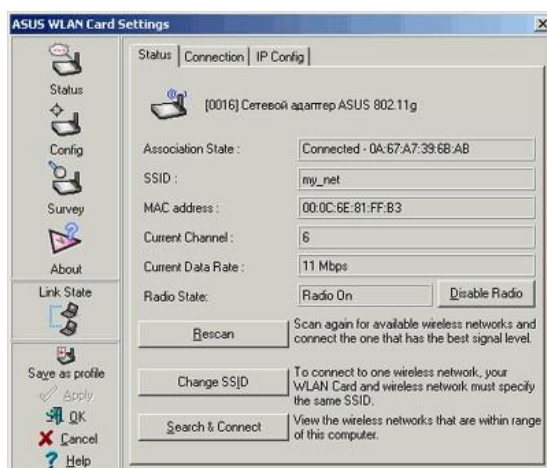 ASUS WLAN Card Settings
Status
Config
Survey
About
Link State
Save as profile
Apply
OK
Cancel
Help
Status
Connection
IP Config
[0016] Сетевой адаптер ASUS 802.11g
Association State :
Connected - 0A:67:A7:39:6B:AB
SSID :
my_net
MAC address :
00:0C:6E:81:FF:B3
Current Channel :
6
Current Data Rate :
11 Mbps
Radio State:
Radio On
Disable Radio
Rescan
Scan again for available wireless networks and
connect the one that has the best signal level.
Change SSID
To connect to one wireless network, your
WLAN Card and wireless network must specify
the same SSID.
Search & Connect
View the wireless networks that are within range
of this computer.